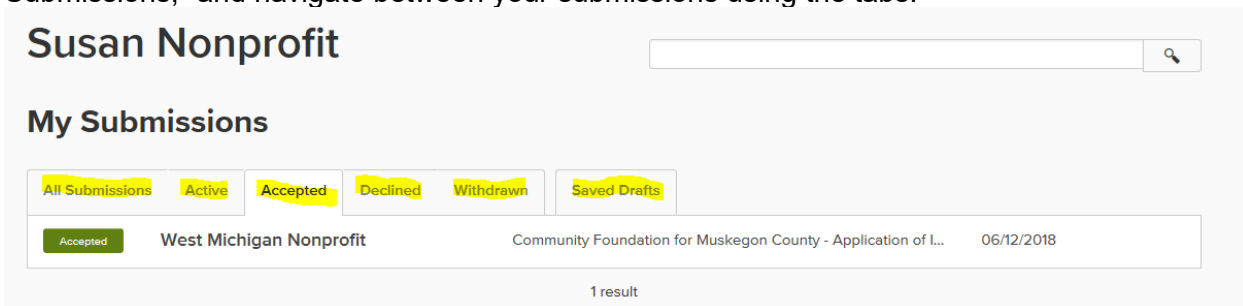 Submissions," and navigate between your submissions using the tabs.
Susan Nonprofit
My Submissions
All Submissions Active Accepted Declined Withdrawn Saved Drafts
Accepted West Michigan Nonprofit Community Foundation for Muskegon County - Application of I... 06/12/2018
1 result